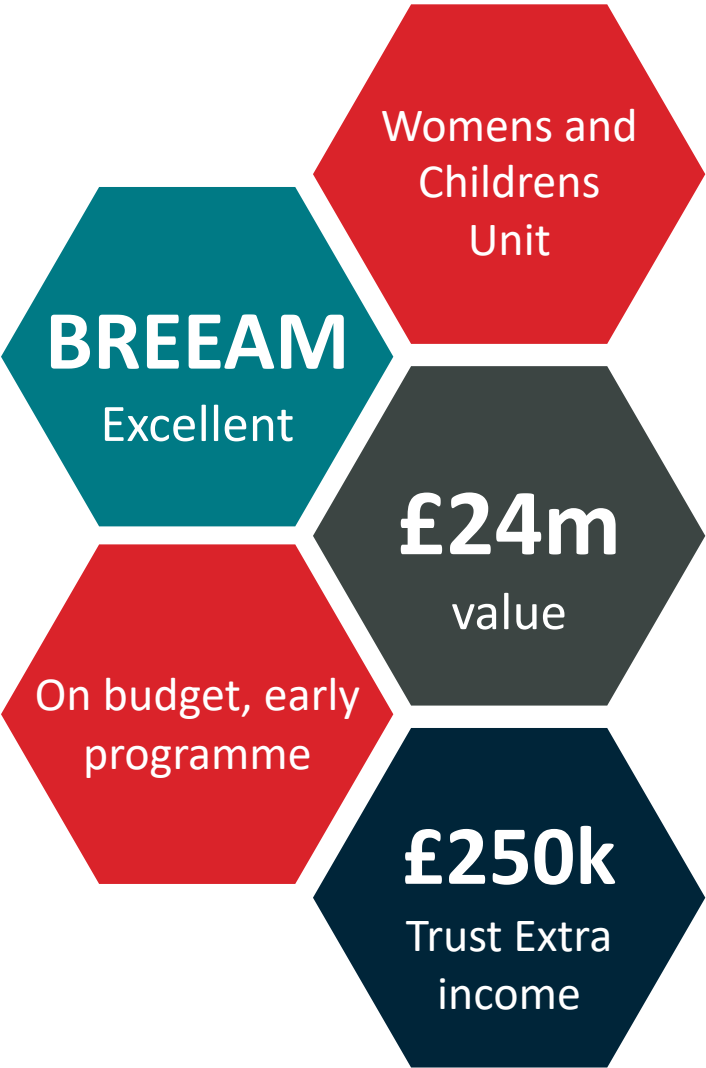 Womens and
Childrens
Unit
BREEAM
Excellent
£24m
value
On budget, early
programme
£250k
Trust Extra
income